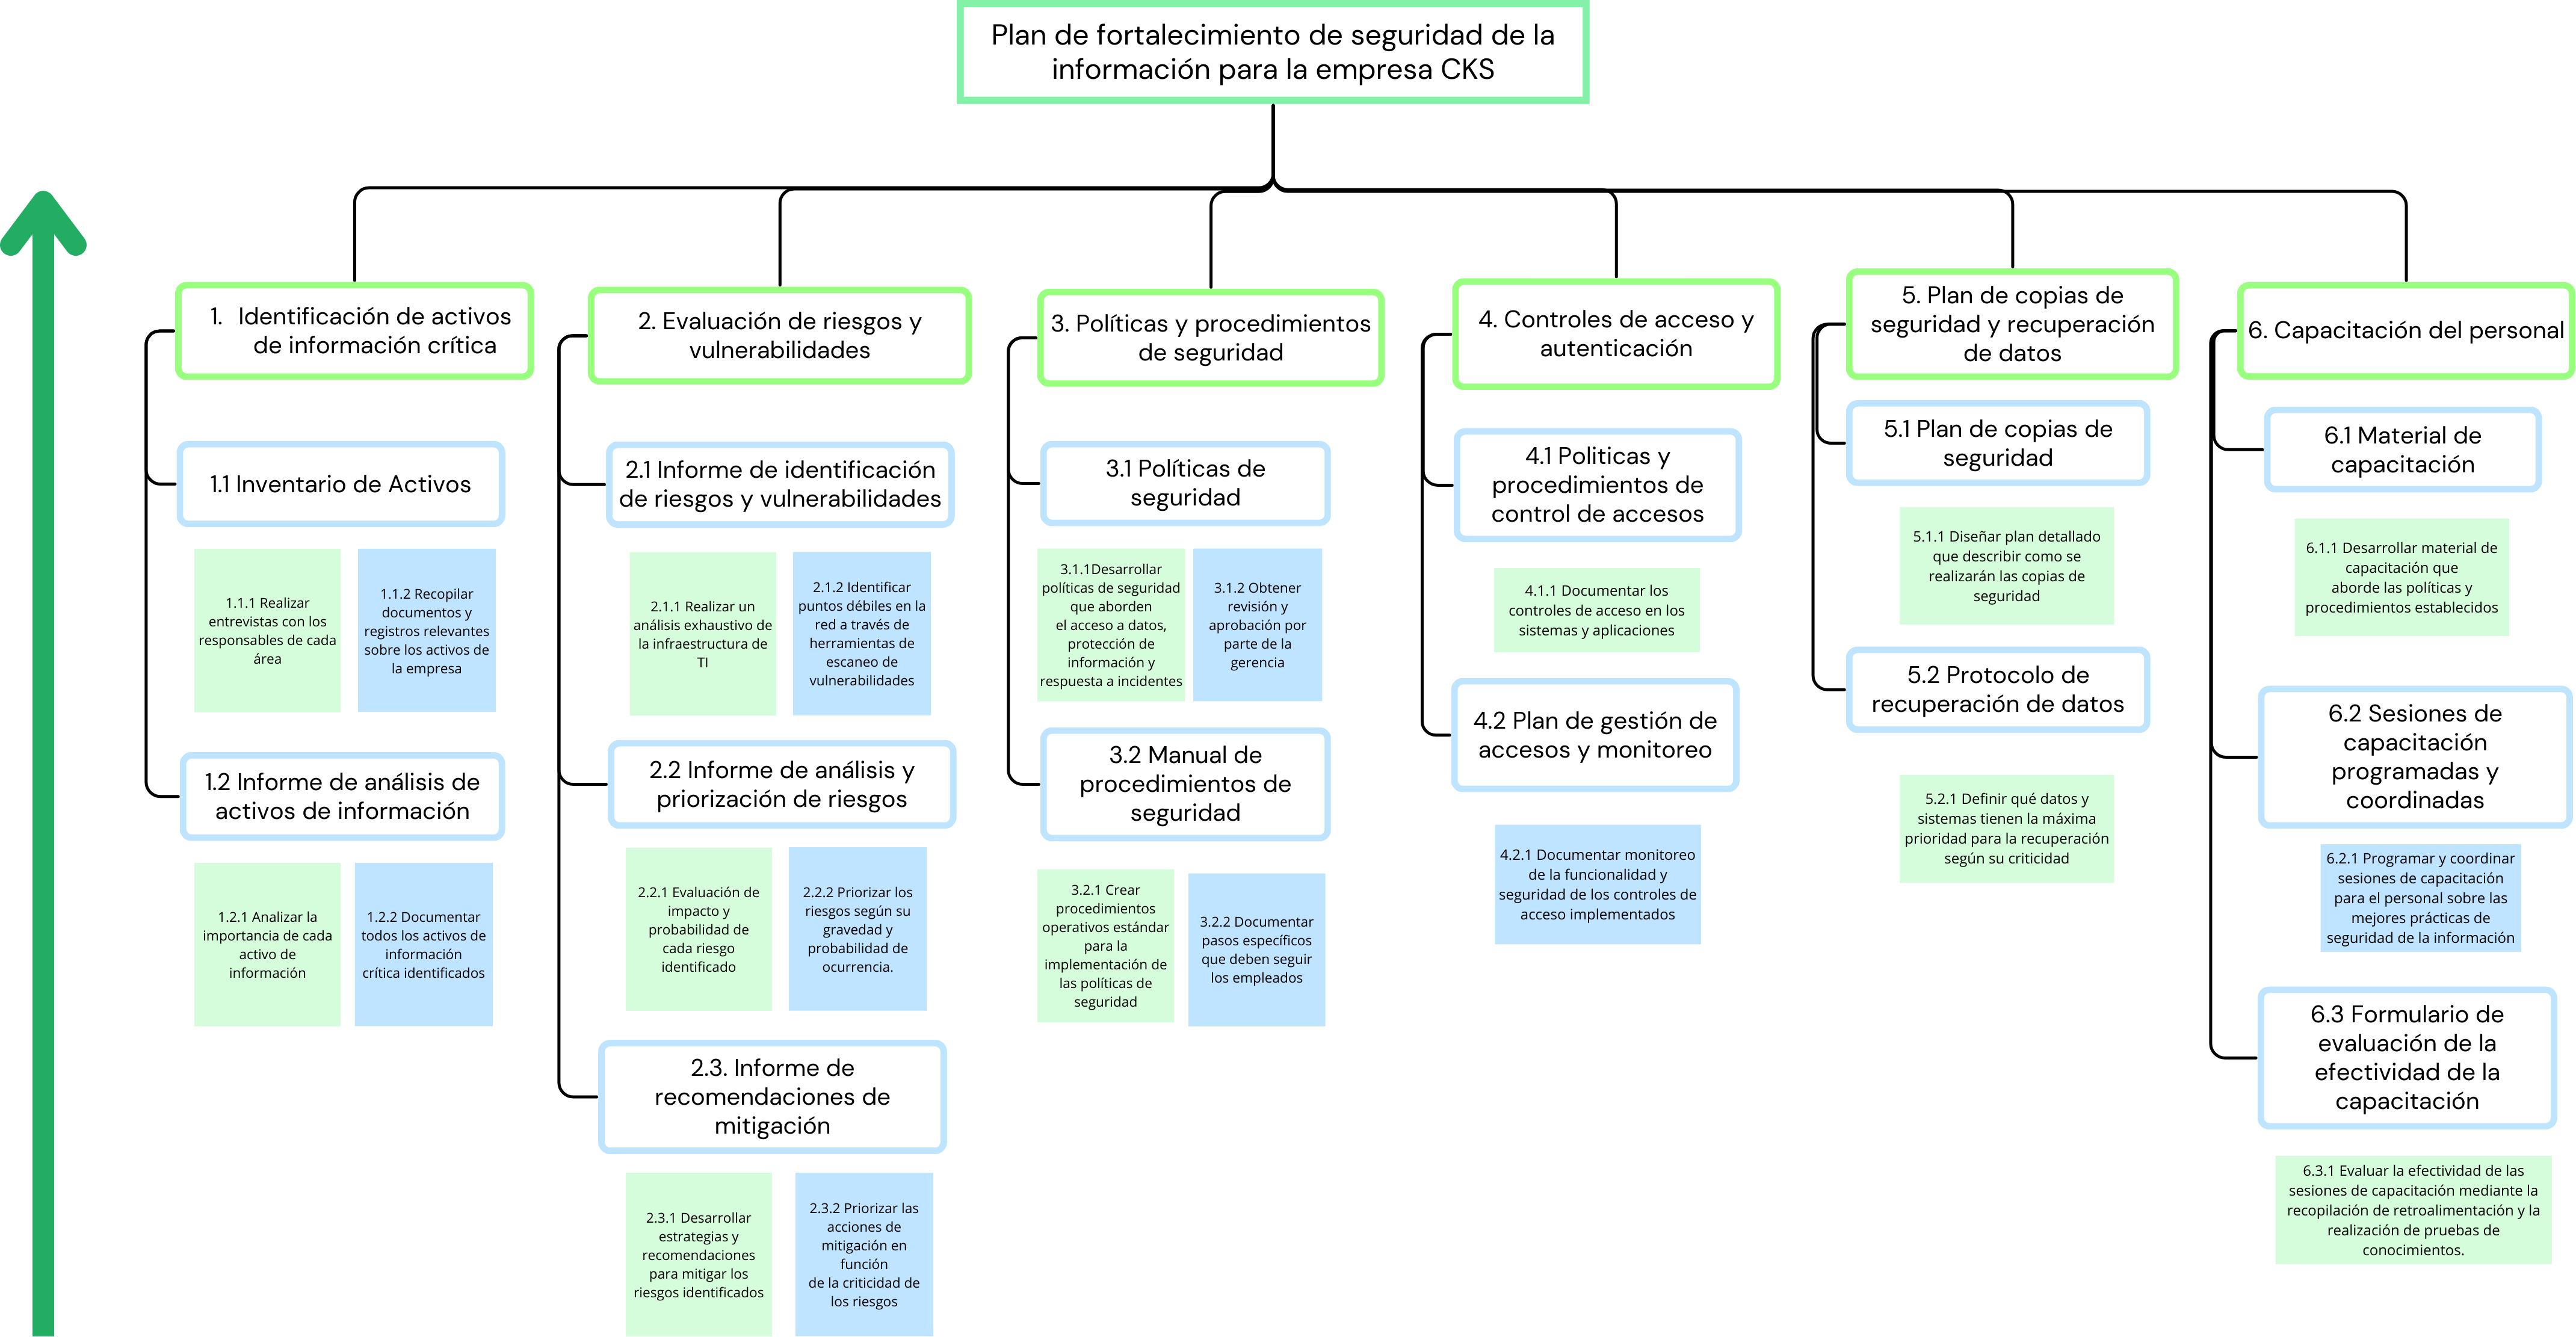 Plan de fortalecimiento de seguridad de la
información para la empresa CKS
1. Identificación de activos
de información crítica
1.1 Inventario de Activos
1.1.1 Realizar
entrevistas con los
responsables de cada
área
1.1.2 Recopilar
documentos y
registros relevantes
sobre los activos de
la empresa
1.2 Informe de análisis de
activos de información
1.2.1 Analizar la
importancia de cada
activo de
información
1.2.2 Documentar
todos los activos de
información
crítica identificados
2. Evaluación de riesgos y
vulnerabilidades
2.1 Informe de identificación
de riesgos y vulnerabilidades
2.1.1 Realizar un
análisis exhaustivo de
la infraestructura de
TI
2.1.2 Identificar
puntos débiles en la
red a través de
herramientas de
escaneo de
vulnerabilidades
2.2 Informe de análisis y
priorización de riesgos
2.2.1 Evaluación de
impacto y
probabilidad de
cada riesgo
identificado
2.2.2 Priorizar los
riesgos según su
gravedad y
probabilidad de
ocurrencia.
2.3. Informe de
recomendaciones de
mitigación
2.3.1 Desarrollar
estrategias y
recomendaciones
para mitigar los
riesgos identificados
2.3.2 Priorizar las
acciones de
mitigación en
función
de la criticidad de
los riesgos
3. Políticas y procedimientos
de seguridad
3.1 Políticas de
seguridad
3.1.1Desarrollar
políticas de seguridad
que aborden
el acceso a datos,
protección de
información y
respuesta a incidentes
3.1.2 Obtener
revisión y
aprobación por
parte de la
gerencia
3.2 Manual de
procedimientos de
seguridad
3.2.1 Crear
procedimientos
operativos estándar
para la
implementación de
las políticas de
seguridad
3.2.2 Documentar
pasos específicos
que deben seguir
los empleados
4. Controles de acceso y
autenticación
4.1 Politicas y
procedimientos de
control de accesos
4.1.1 Documentar los
controles de acceso en los
sistemas y aplicaciones
4.2 Plan de gestión de
accesos y monitoreo
4.2.1 Documentar monitoreo
de la funcionalidad y
seguridad de los controles de
acceso implementados
5. Plan de copias de
seguridad y recuperación
de datos
5.1 Plan de copias de
seguridad
5.1.1 Diseñar plan detallado
que describir como se
realizarán las copias de
seguridad
5.2 Protocolo de
recuperación de datos
5.2.1 Definir qué datos y
sistemas tienen la máxima
prioridad para la recuperación
según su criticidad
6. Capacitación del personal
6.1 Material de
capacitación
6.1.1 Desarrollar material de
capacitación que
aborde las políticas y
procedimientos establecidos
6.2 Sesiones de
capacitación
programadas y
coordinadas
6.2.1 Programar y coordinar
sesiones de capacitación
para el personal sobre las
mejores prácticas de
seguridad de la información
6.3 Formulario de
evaluación de la
efectividad de la
capacitación
6.3.1 Evaluar la efectividad de las
sesiones de capacitación mediante la
recopilación de retroalimentación y la
realización de pruebas de
conocimientos.